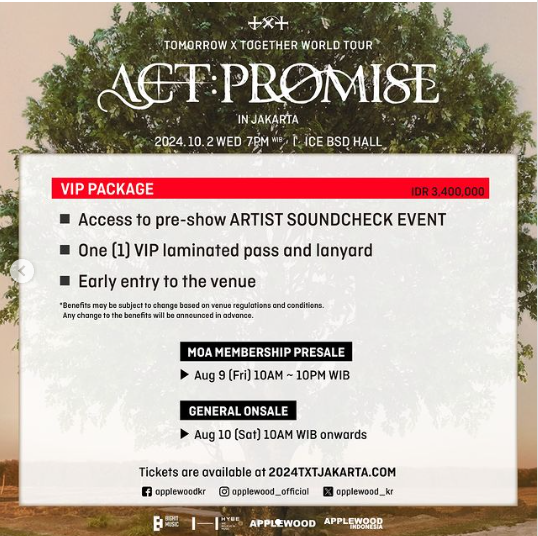 TOMORROW X TOGETHER WORLD TOUR
ACT:PROMISE
IN JAKARTA
2024.10.2 WED 7PM WIB | ICE BSD HALL
VIP PACKAGE IDR 3,400,000
■ Access to pre-show ARTIST SOUNDCHECK EVENT
■ One (1) VIP laminated pass and lanyard
■ Early entry to the venue
*Benefits may be subject to change based on venue regulations and conditions.
Any change to the benefits will be announced in advance.
MOA MEMBERSHIP PRESALE
▶ Aug 9 (Fri) 10AM ~ 10PM WIB
GENERAL ONSALE
▶ Aug 10 (Sat) 10AM WIB onwards
Tickets are available at 2024TXTJAKARTA.COM
applewoodkr applewood_official applewood_kr
BIGHIT MUSIC HYBE APPLEWOOD APPLEWOOD INDONESIA